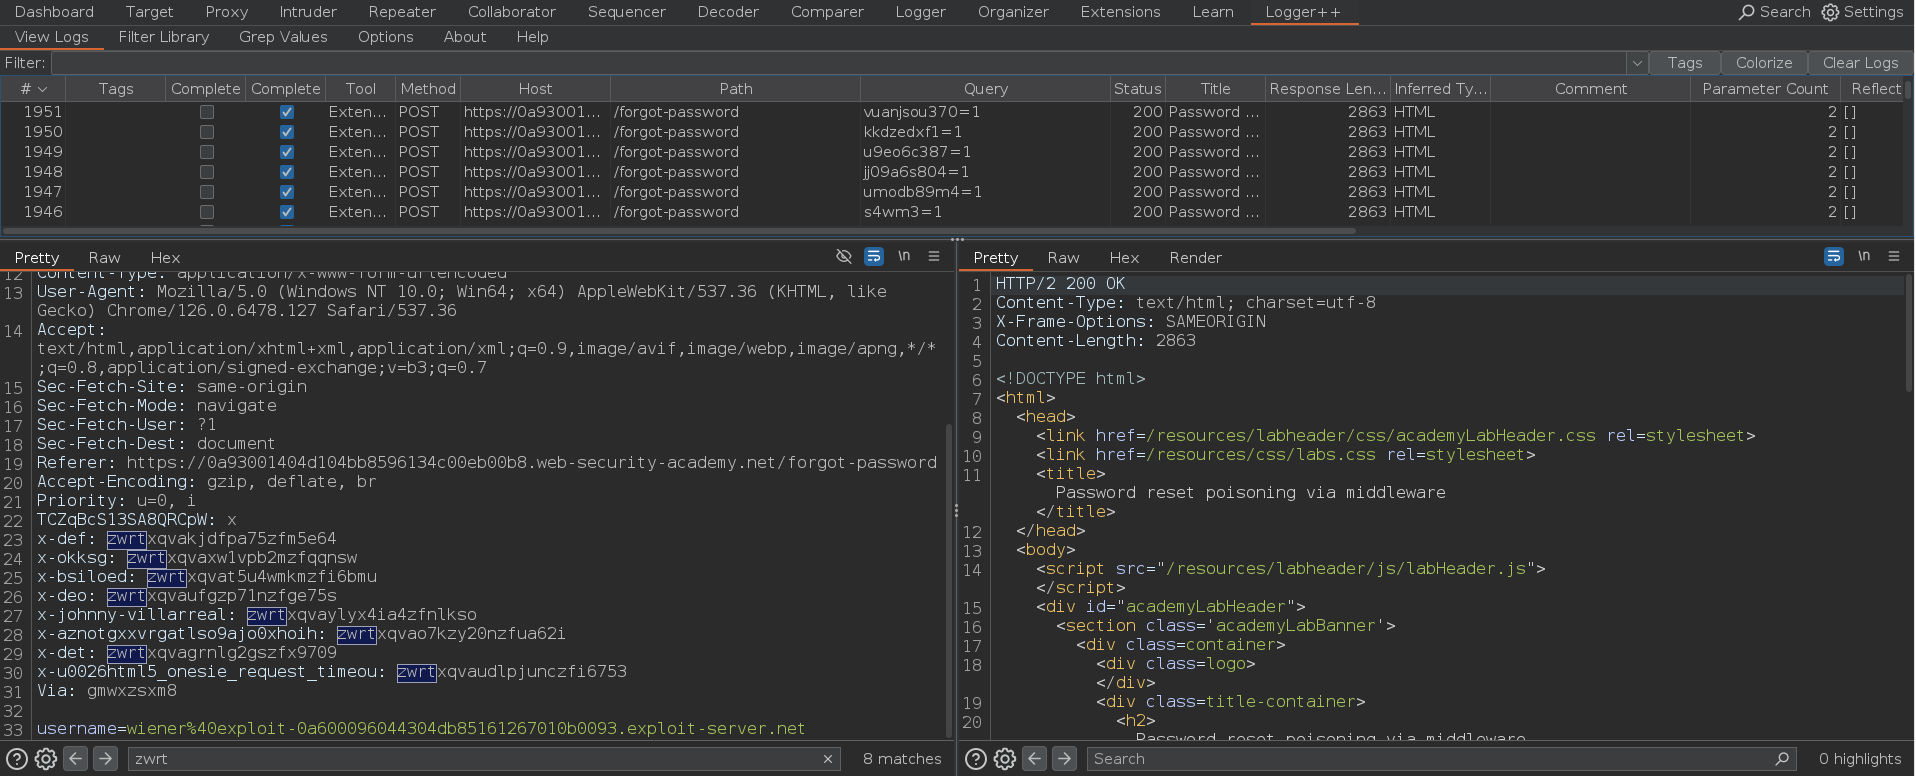 Dashboard Target Proxy Intruder Repeater Collaborator Sequencer Decoder Comparer Logger Organizer Extensions Learn Logger++ Search Settings
View Logs Filter Library Grep Values Options About Help
Filter: Tags Colorize Clear Logs
# Tags Complete Complete Tool Method Host Path Query Status Title Response Len... Inferred Ty... Comment Parameter Count Reflect
1951 Exten... POST https://0a93001... /forgot-password vuanjsou370=1 200 Password ... 2863 HTML 2 []
1950 Exten... POST https://0a93001... /forgot-password kkdzedxf1=1 200 Password ... 2863 HTML 2 []
1949 Exten... POST https://0a93001... /forgot-password u9eo6c387=1 200 Password ... 2863 HTML 2 []
1948 Exten... POST https://0a93001... /forgot-password jj09a6s804=1 200 Password ... 2863 HTML 2 []
1947 Exten... POST https://0a93001... /forgot-password umodb89m4=1 200 Password ... 2863 HTML 2 []
1946 Exten... POST https://0a93001... /forgot-password s4wm3=1 200 Password ... 2863 HTML 2 []
Pretty Raw Hex \n
12 Content-Type: application/x-www-form-urlencoded
13 User-Agent: Mozilla/5.0 (Windows NT 10.0; Win64; x64) AppleWebKit/537.36 (KHTML, like
Gecko) Chrome/126.0.6478.127 Safari/537.36
14 Accept:
text/html,application/xhtml+xml,application/xml;q=0.9,image/avif,image/webp,image/apng,*/*
;q=0.8,application/signed-exchange;v=b3;q=0.7
15 Sec-Fetch-Site: same-origin
16 Sec-Fetch-Mode: navigate
17 Sec-Fetch-User: ?1
18 Sec-Fetch-Dest: document
19 Referer: https://0a93001404d104bb8596134c00eb00b8.web-security-academy.net/forgot-password
20 Accept-Encoding: gzip, deflate, br
21 Priority: u=0, i
22 TCZqBcS13SA8QRCpW: x
23 x-def: zwrtxqvakjdfpa75zfm5e64
24 x-okksg: zwrtxqvaxw1vpb2mzfqqnsw
25 x-bsiloed: zwrtxqvat5u4wmkmzfi6bmu
26 x-deo: zwrtxqvaufgzp71nzfge75s
27 x-johnny-villarreal: zwrtxqvaylyx4ia4zfnlkso
28 x-aznotgxxvrgatlso9ajo0xhoih: zwrtxqvao7kzy20nzfua62i
29 x-det: zwrtxqvagrnlg2gszfx9709
30 x-u0026html5_onesie_request_timeou: zwrtxqvaudlpjunczfi6753
31 Via: gmwxzsxm8
32
33 username=wiener%40exploit-0a600096044304db85161267010b0093.exploit-server.net
zwrt 8 matches
Pretty Raw Hex Render \n
1 HTTP/2 200 OK
2 Content-Type: text/html; charset=utf-8
3 X-Frame-Options: SAMEORIGIN
4 Content-Length: 2863
5
6 <!DOCTYPE html>
7 <html>
8 <head>
9 <link href=/resources/labheader/css/academyLabHeader.css rel=stylesheet>
10 <link href=/resources/css/labs.css rel=stylesheet>
11 <title>
Password reset poisoning via middleware
</title>
12 </head>
13 <body>
14 <script src="/resources/labheader/js/labHeader.js">
</script>
15 <div id="academyLabHeader">
16 <section class='academyLabBanner'>
17 <div class=container>
18 <div class=logo>
</div>
19 <div class=title-container>
20 <h2>
Password reset poisoning via middleware
Search 0 highlights